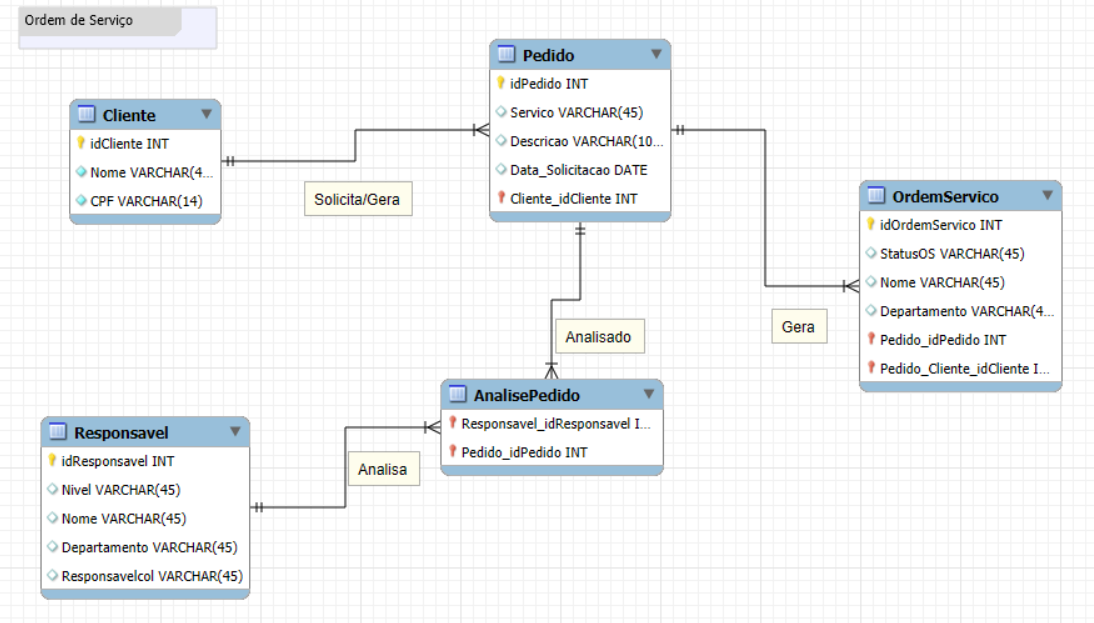 Ordem de Serviço
Pedido
idPedido INT
Servico VARCHAR(45)
Descricao VARCHAR(10...
Data_Solicitacao DATE
Cliente_idCliente INT
Cliente
idCliente INT
Nome VARCHAR(4...
CPF VARCHAR(14)
Solicita/Gera
OrdemServico
idOrdemServico INT
StatusOS VARCHAR(45)
Nome VARCHAR(45)
Departamento VARCHAR(4...
Pedido_idPedido INT
Pedido_Cliente_idCliente I...
Gera
Analisado
AnalisePedido
Responsavel_idResponsavel I...
Pedido_idPedido INT
Responsavel
idResponsavel INT
Nivel VARCHAR(45)
Nome VARCHAR(45)
Departamento VARCHAR(45)
Responsavelcol VARCHAR(45)
Analisa